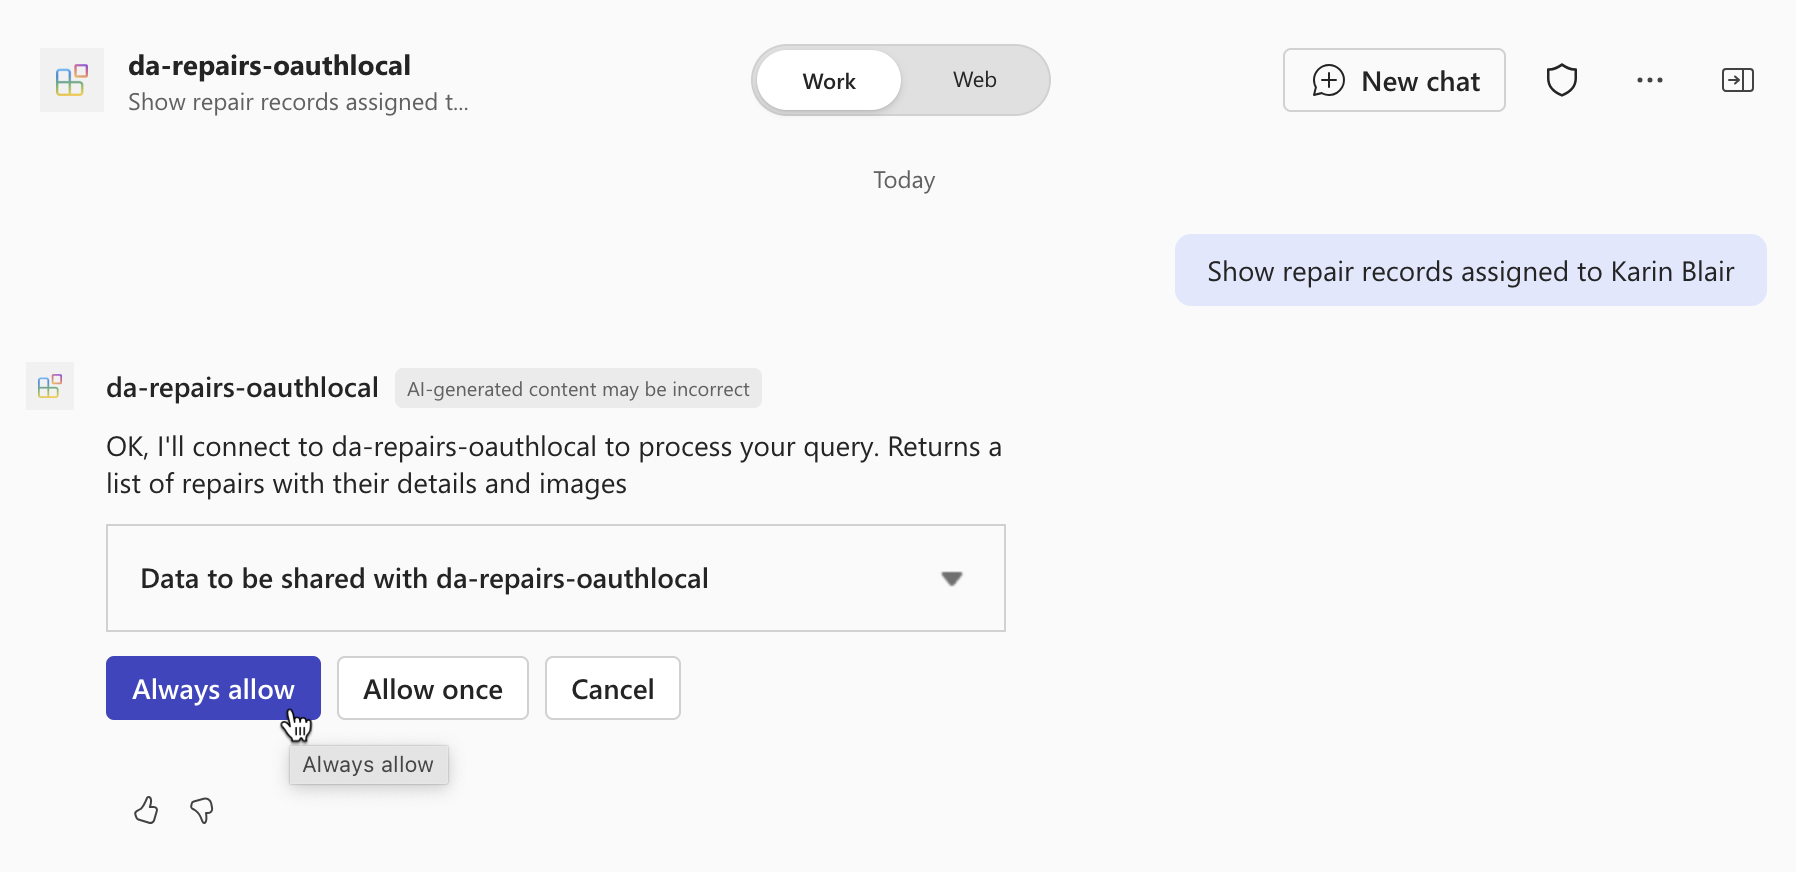 da-repairs-oauthlocal
Show repair records assigned t...
Work
Web
New chat
Today
Show repair records assigned to Karin Blair
da-repairs-oauthlocal
AI-generated content may be incorrect
OK, I'll connect to da-repairs-oauthlocal to process your query. Returns a
list of repairs with their details and images
Data to be shared with da-repairs-oauthlocal
Always allow
Allow once
Cancel
Always allow